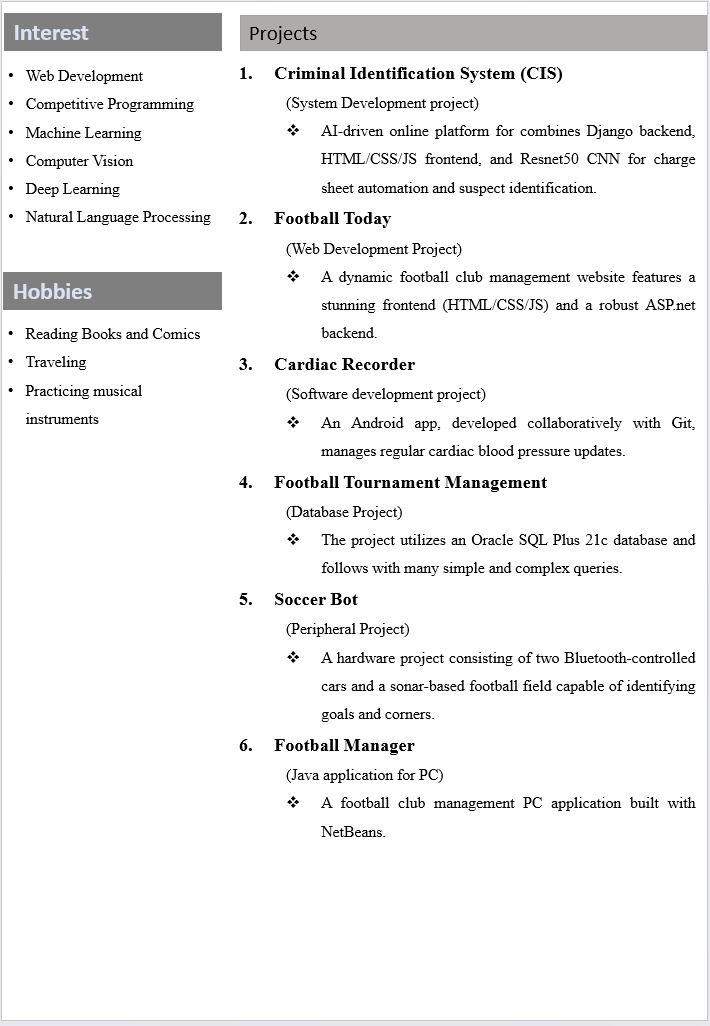 Interest
• Web Development
• Competitive Programming
• Machine Learning
• Computer Vision
• Deep Learning
• Natural Language Processing
Hobbies
• Reading Books and Comics
• Traveling
• Practicing musical
instruments
Projects
1. Criminal Identification System (CIS)
(System Development project)
❖ AI-driven online platform for combines Django backend,
HTML/CSS/JS frontend, and Resnet50 CNN for charge
sheet automation and suspect identification.
2. Football Today
(Web Development Project)
❖ A dynamic football club management website features a
stunning frontend (HTML/CSS/JS) and a robust ASP.net
backend.
3. Cardiac Recorder
(Software development project)
❖ An Android app, developed collaboratively with Git,
manages regular cardiac blood pressure updates.
4. Football Tournament Management
(Database Project)
❖ The project utilizes an Oracle SQL Plus 21c database and
follows with many simple and complex queries.
5. Soccer Bot
(Peripheral Project)
❖ A hardware project consisting of two Bluetooth-controlled
cars and a sonar-based football field capable of identifying
goals and corners.
6. Football Manager
(Java application for PC)
❖ A football club management PC application built with
NetBeans.